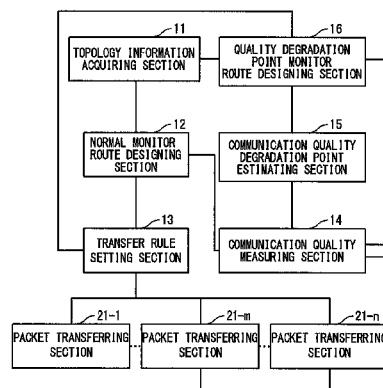 11
TOPOLOGY INFORMATION
ACQUIRING SECTION
16
QUALITY DEGRADATION
POINT MONITOR
ROUTE DESIGNING SECTION
12
NORMAL MONITOR
ROUTE DESIGNING
SECTION
15
COMMUNICATION QUALITY
DEGRADATION POINT
ESTIMATING SECTION
13
TRANSFER RULE
SETTING SECTION
14
COMMUNICATION QUALITY
MEASURING SECTION
21-1
PACKET TRANSFERRING
SECTION
21-m
PACKET TRANSFERRING
SECTION
21-n
PACKET TRANSFERRING
SECTION